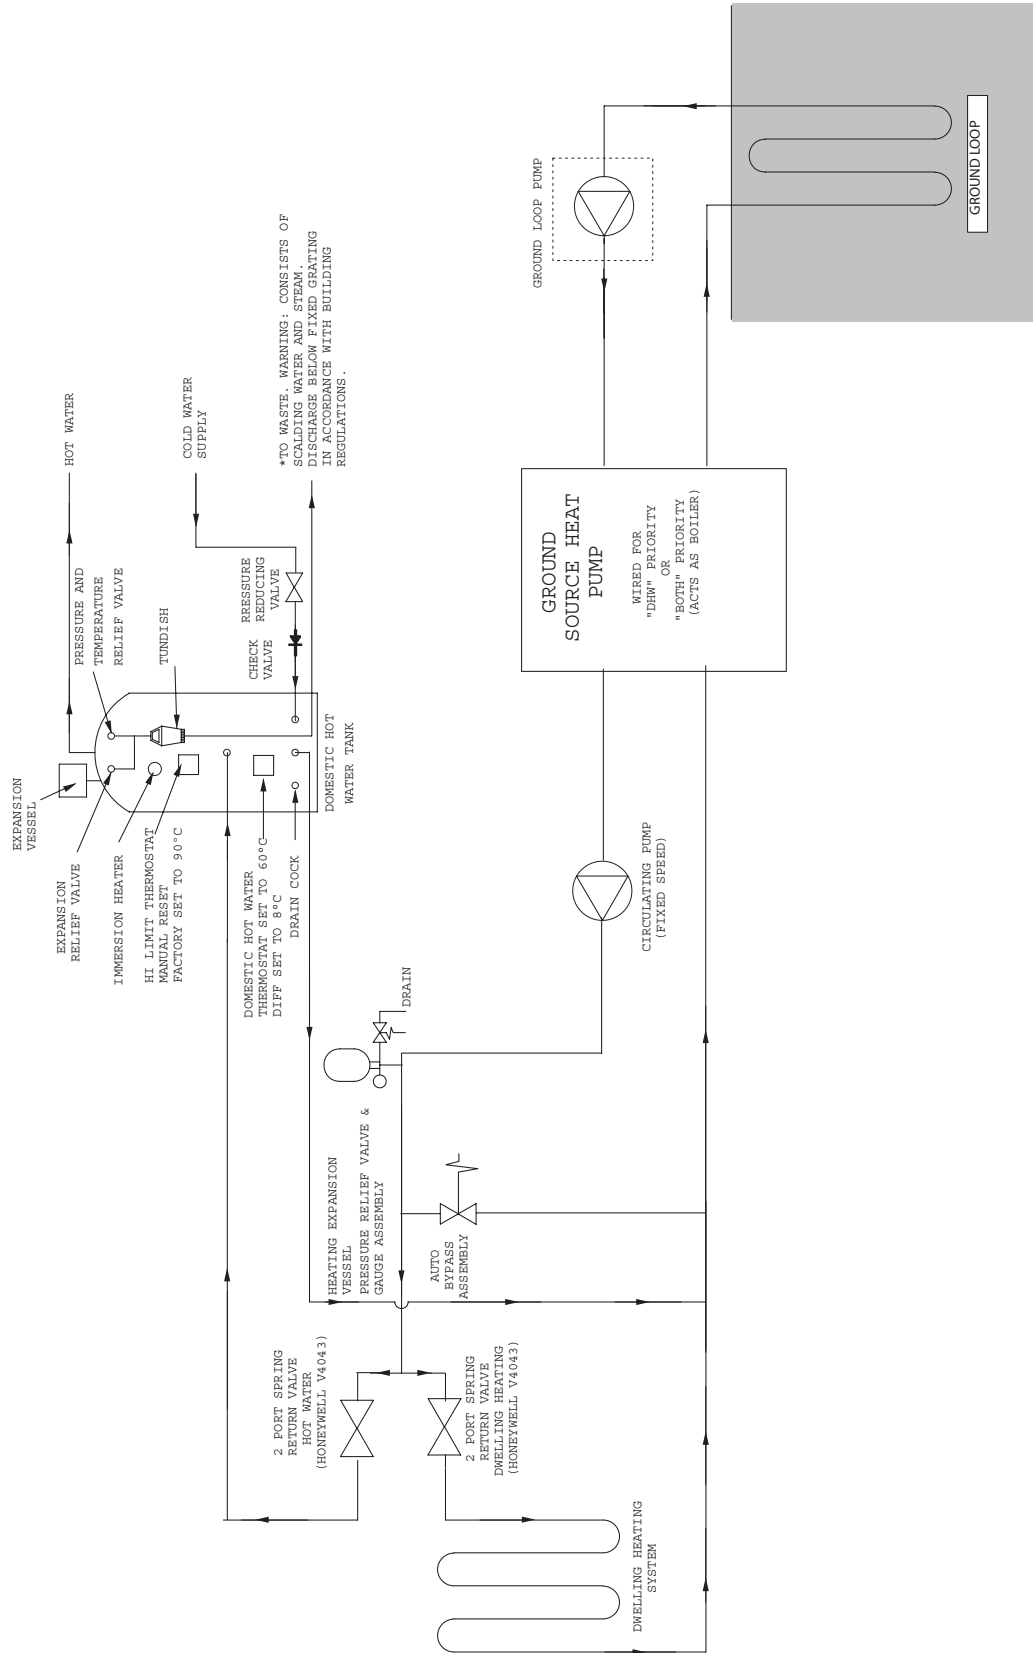 EXPANSION
VESSEL
EXPANSION
RELIEF VALVE
IMMERSION HEATER
HI LIMIT THERMOSTAT
MANUAL RESET
FACTORY SET TO 90°C
DOMESTIC HOT WATER
THERMOSTAT SET TO 60°C
DIFF SET TO 8°C
DRAIN COCK
HOT WATER
PRESSURE AND
TEMPERATURE
RELIEF VALVE
TUNDISH
COLD WATER
SUPPLY
RRESSURE
REDUCING
VALVE
CHECK
VALVE
*TO WASTE. WARNING: CONSISTS OF
SCALDING WATER AND STEAM.
DISCHARGE BELOW FIXED GRATING
IN ACCORDANCE WITH BUILDING
REGULATIONS.
DOMESTIC HOT
WATER TANK
2 PORT SPRING
RETURN VALVE
HOT WATER
(HONEYWELL V4043)
HEATING EXPANSION
VESSEL
PRESSURE RELIEF VALVE &
GAUGE ASSEMBLY
DRAIN
AUTO
BYPASS
ASSEMBLY
2 PORT SPRING
RETURN VALVE
DWELLING HEATING
(HONEYWELL V4043)
DWELLING HEATING
SYSTEM
CIRCULATING PUMP
(FIXED SPEED)
GROUND
SOURCE HEAT
PUMP
WIRED FOR
"DHW" PRIORITY
OR
"BOTH" PRIORITY
(ACTS AS BOILER)
GROUND LOOP PUMP
GROUND LOOP